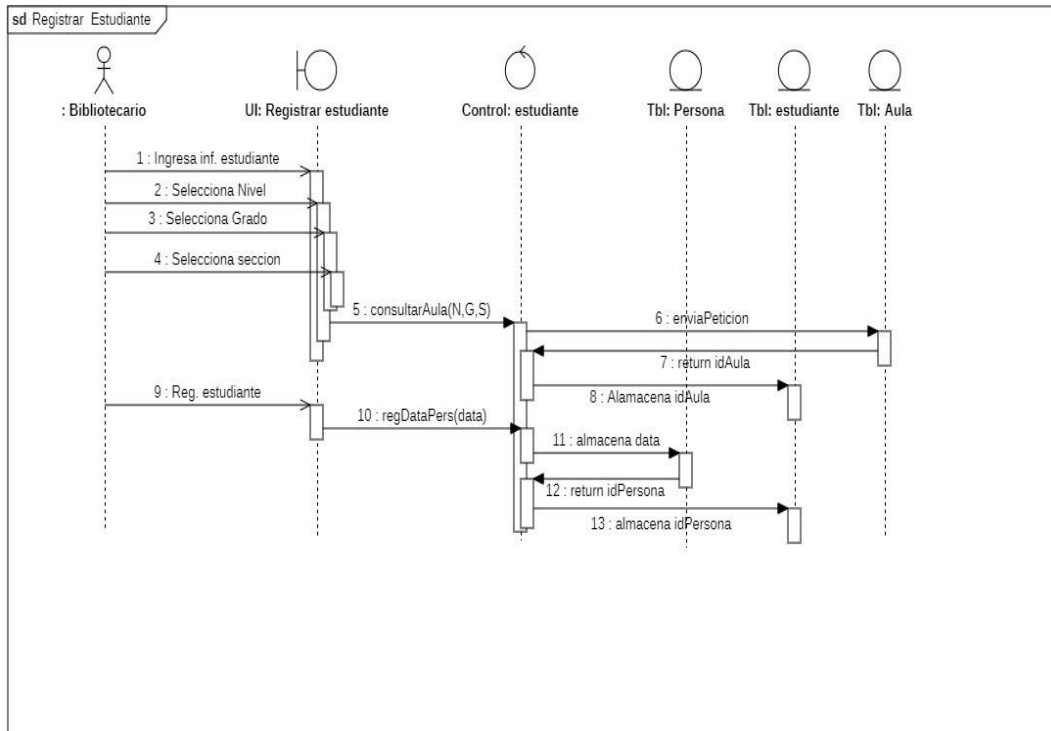 sd Registrar Estudiante
: Bibliotecario
UI: Registrar estudiante
Control: estudiante
Tbl: Persona
Tbl: estudiante
Tbl: Aula
1 : Ingresa inf. estudiante
2 : Selecciona Nivel
3 : Selecciona Grado
4 : Selecciona seccion
5 : consultarAula(N,G,S)
6 : enviaPeticion
7 : return idAula
8 : Alamacena idAula
9 : Reg. estudiante
10 : regDataPers(data)
11 : almacena data
12 : return idPersona
13 : almacena idPersona